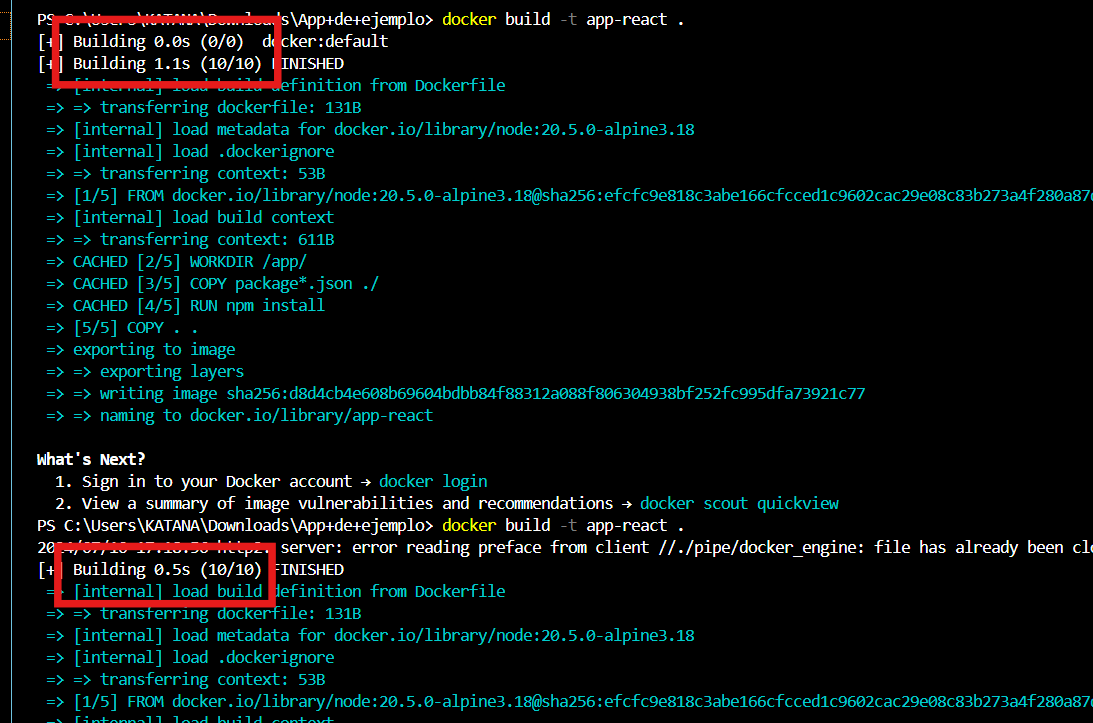 PS C:\Users\KATANA\Downloads\App+de+ejemplo> docker build -t app-react .
[+] Building 0.0s (0/0) docker:default
[+] Building 1.1s (10/10) FINISHED
=> [internal] load build definition from Dockerfile
=> => transferring dockerfile: 131B
=> [internal] load metadata for docker.io/library/node:20.5.0-alpine3.18
=> [internal] load .dockerignore
=> => transferring context: 53B
=> [1/5] FROM docker.io/library/node:20.5.0-alpine3.18@sha256:efcfc9e818c3abe166cfcced1c9602cac29e08c83b273a4f280a87
=> [internal] load build context
=> => transferring context: 611B
=> CACHED [2/5] WORKDIR /app/
=> CACHED [3/5] COPY package*.json ./
=> CACHED [4/5] RUN npm install
=> [5/5] COPY . .
=> exporting to image
=> => exporting layers
=> => writing image sha256:d8d4cb4e608b69604bdbb84f88312a088f806304938bf252fc995dfa73921c77
=> => naming to docker.io/library/app-react
What's Next?
1. Sign in to your Docker account → docker login
2. View a summary of image vulnerabilities and recommendations → docker scout quickview
PS C:\Users\KATANA\Downloads\App+de+ejemplo> docker build -t app-react .
http2: server: error reading preface from client //./pipe/docker_engine: file has already been clo
[+] Building 0.5s (10/10) FINISHED
=> [internal] load build definition from Dockerfile
=> => transferring dockerfile: 131B
=> [internal] load metadata for docker.io/library/node:20.5.0-alpine3.18
=> [internal] load .dockerignore
=> => transferring context: 53B
=> [1/5] FROM docker.io/library/node:20.5.0-alpine3.18@sha256:efcfc9e818c3abe166cfcced1c9602cac29e08c83b273a4f280a87
=> [internal] load build context